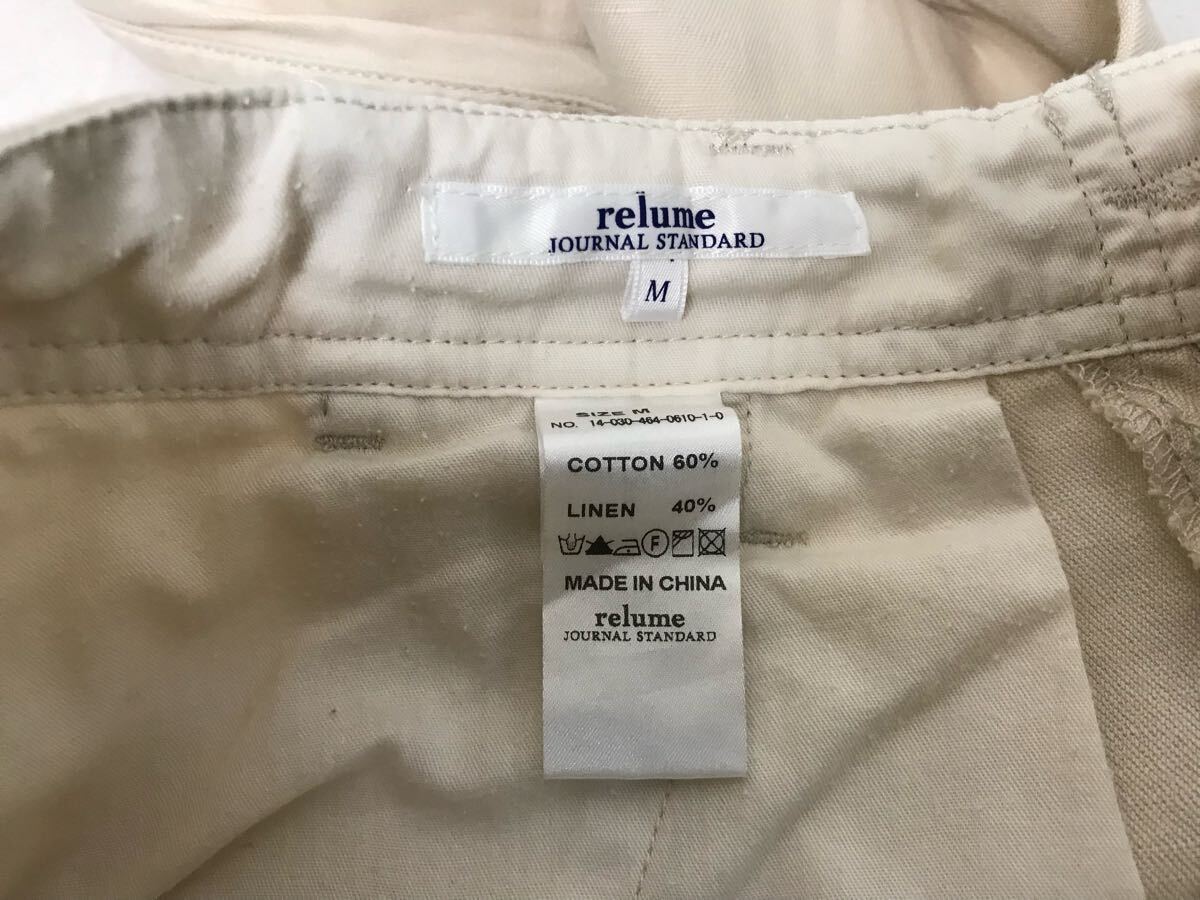 relume
JOURNAL STANDARD
M
SIZE M
NO. 14-030-464-0610-1-0
COTTON 60%
LINEN 40%
F
MADE IN CHINA
relume
JOURNAL STANDARD